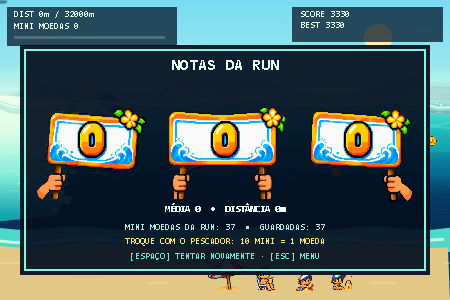 DIST 0m / 32000m
MINI MOEDAS 0
SCORE 3330
BEST 3330
NOTAS DA RUN
0 0 0
MÉDIA 0 • DISTÂNCIA 0m
MINI MOEDAS DA RUN: 37 • GUARDADAS: 37
TROQUE COM O PESCADOR: 10 MINI = 1 MOEDA
[ESPAÇO] TENTAR NOVAMENTE · [ESC] MENU